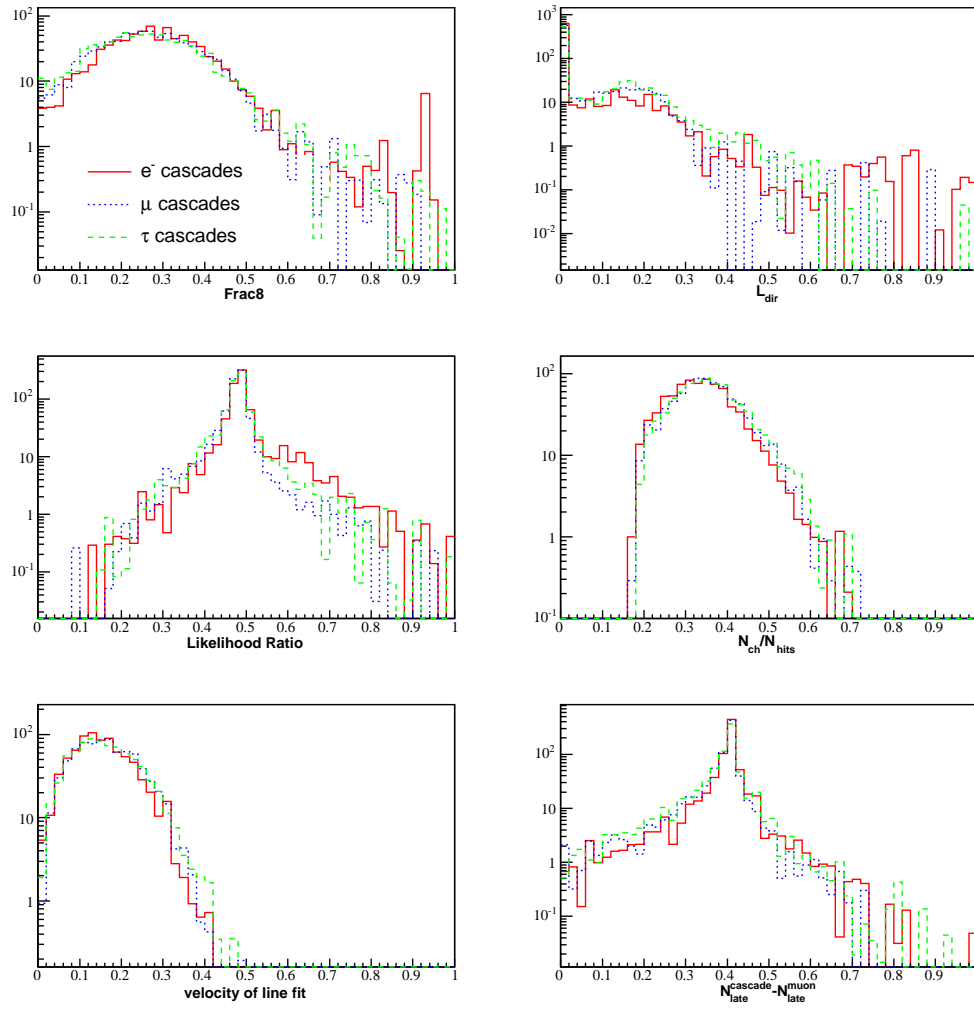 10²
10
1
10⁻¹
e⁻ cascades
μ cascades
τ cascades
0 0.1 0.2 0.3 0.4 0.5 0.6 0.7 0.8 0.9 1
Frac8
10³
10²
10
1
10⁻¹
10⁻²
0 0.1 0.2 0.3 0.4 0.5 0.6 0.7 0.8 0.9
L_dir
10²
10
1
10⁻¹
0 0.1 0.2 0.3 0.4 0.5 0.6 0.7 0.8 0.9 1
Likelihood Ratio
10²
10
1
10⁻¹
0 0.1 0.2 0.3 0.4 0.5 0.6 0.7 0.8 0.9
N_ch/N_hits
10²
10
1
0 0.1 0.2 0.3 0.4 0.5 0.6 0.7 0.8 0.9 1
velocity of line fit
10²
10
1
10⁻¹
0 0.1 0.2 0.3 0.4 0.5 0.6 0.7 0.8 0.9
N_late^cascade-N_late^muon